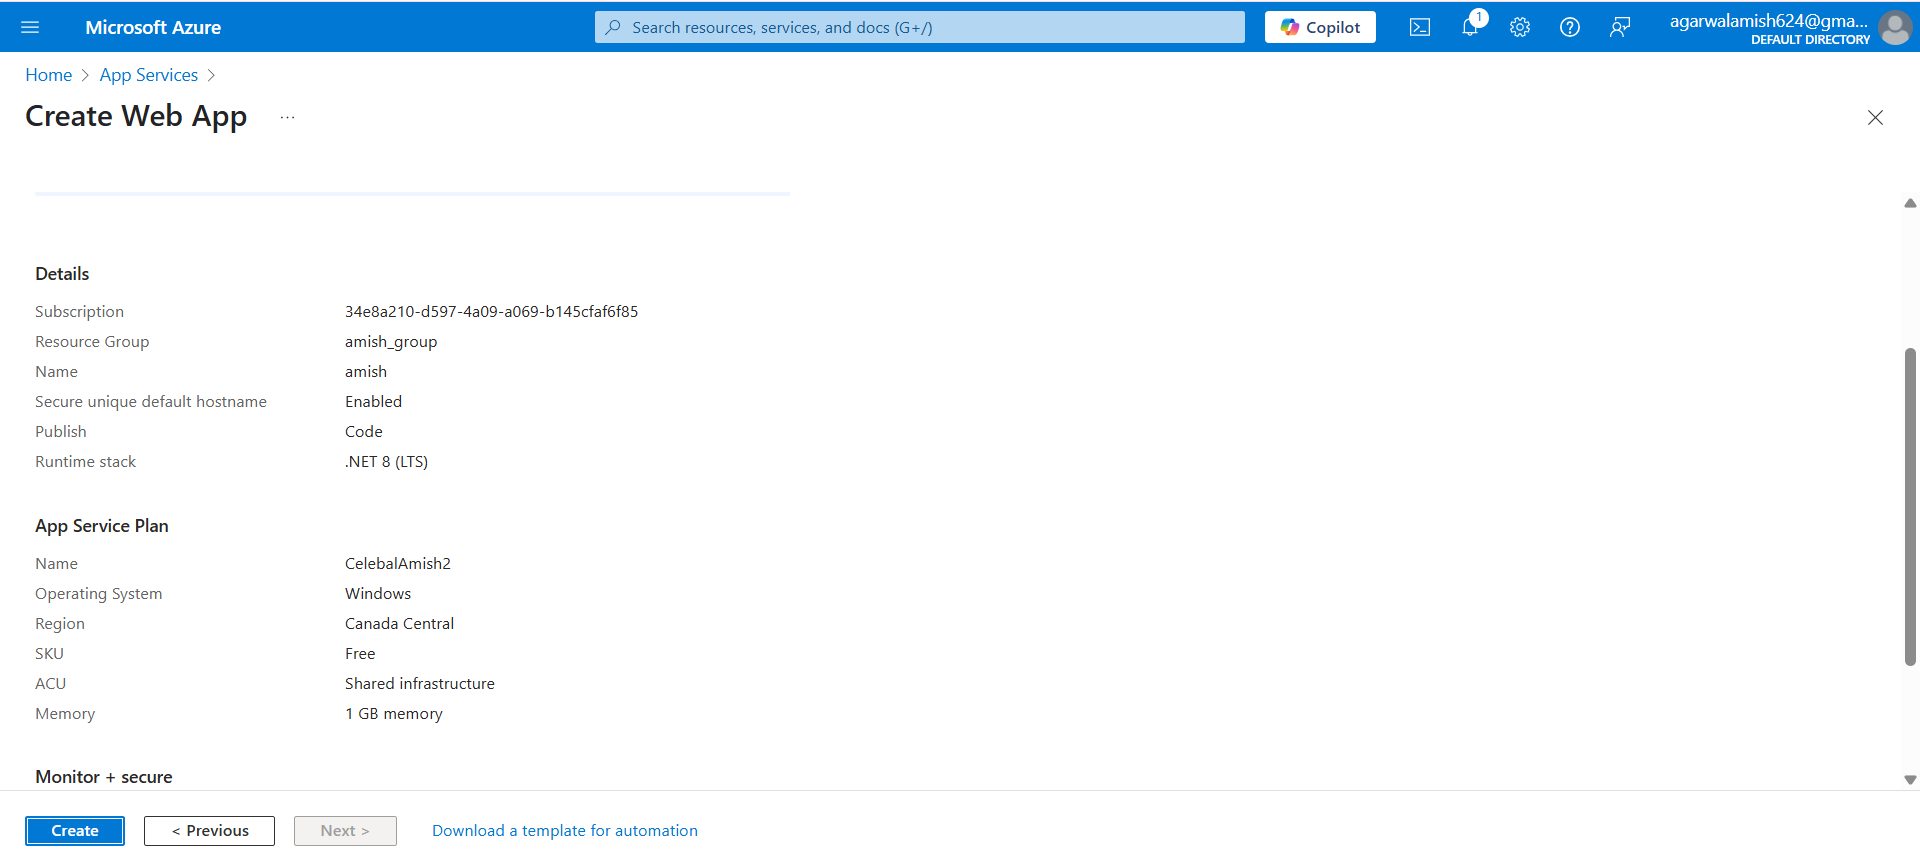 Microsoft Azure
Search resources, services, and docs (G+/)
Copilot
1
agarwalamish624@gma...
DEFAULT DIRECTORY
Home > App Services >
Create Web App ...
Details
Subscription 34e8a210-d597-4a09-a069-b145cfaf6f85
Resource Group amish_group
Name amish
Secure unique default hostname Enabled
Publish Code
Runtime stack .NET 8 (LTS)
App Service Plan
Name CelebalAmish2
Operating System Windows
Region Canada Central
SKU Free
ACU Shared infrastructure
Memory 1 GB memory
Monitor + secure
Create < Previous Next > Download a template for automation